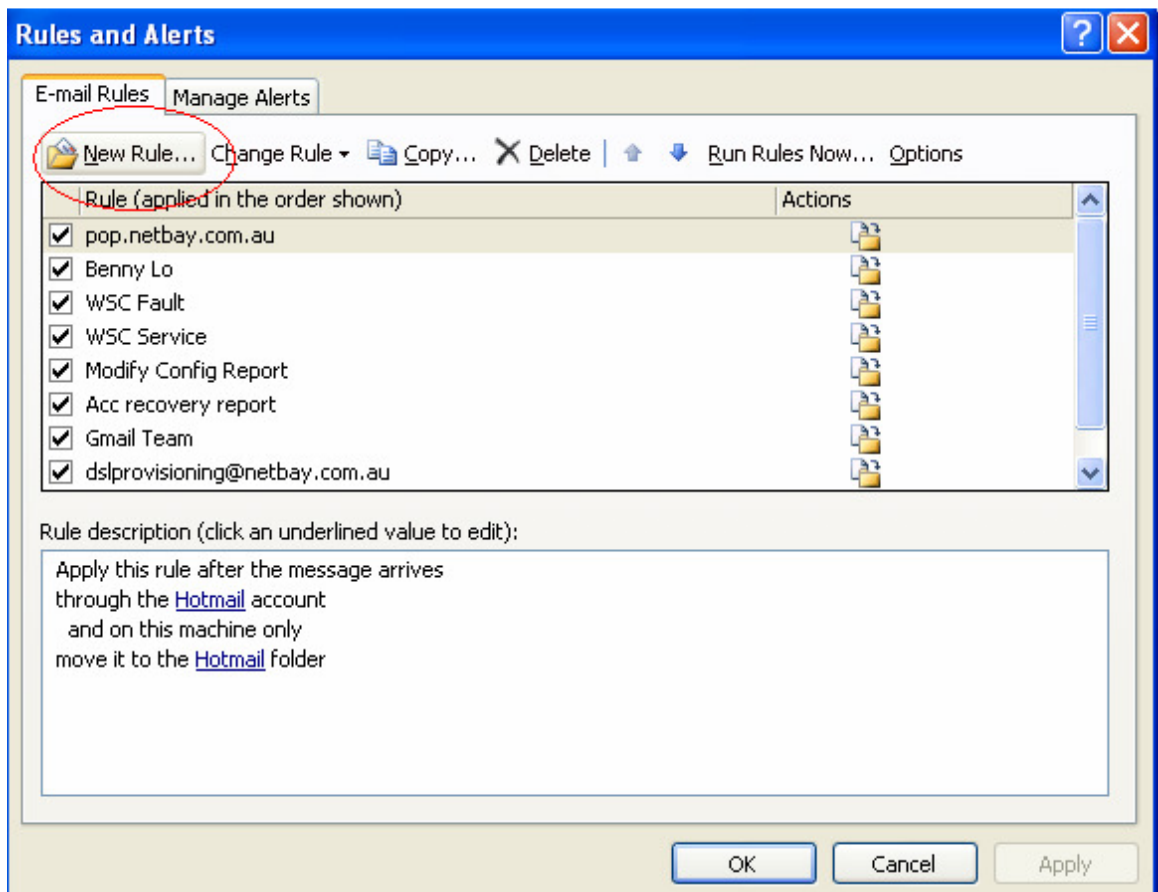 Rules and Alerts
E-mail Rules
Manage Alerts
New Rule... Change Rule Copy... Delete Run Rules Now... Options
Rule (applied in the order shown) Actions
pop.netbay.com.au
Benny Lo
WSC Fault
WSC Service
Modify Config Report
Acc recovery report
Gmail Team
dslprovisioning@netbay.com.au
Rule description (click an underlined value to edit):
Apply this rule after the message arrives
through the Hotmail account
and on this machine only
move it to the Hotmail folder
OK Cancel Apply